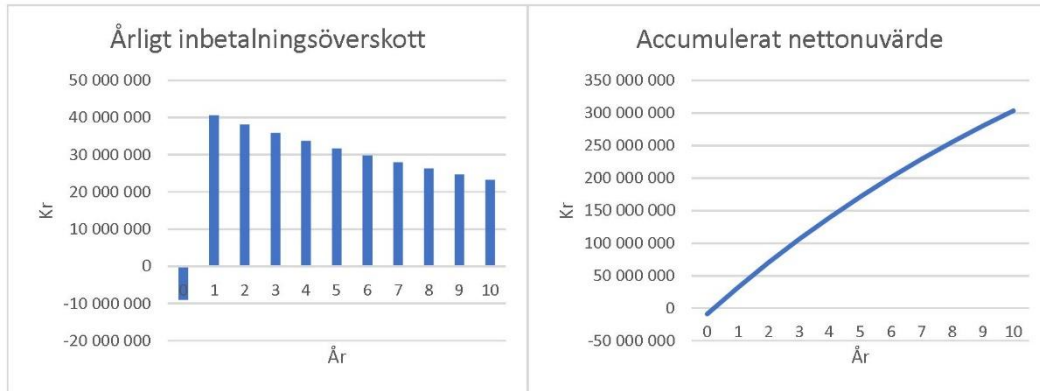 Årligt inbetalningsöverskott
50 000 000
40 000 000
30 000 000
20 000 000
10 000 000
0
-10 000 000
-20 000 000
Kr
0 1 2 3 4 5 6 7 8 9 10
År
Accumulerat nettonuvärde
350 000 000
300 000 000
250 000 000
200 000 000
150 000 000
100 000 000
50 000 000
0
-50 000 000
Kr
0 1 2 3 4 5 6 7 8 9 10
År